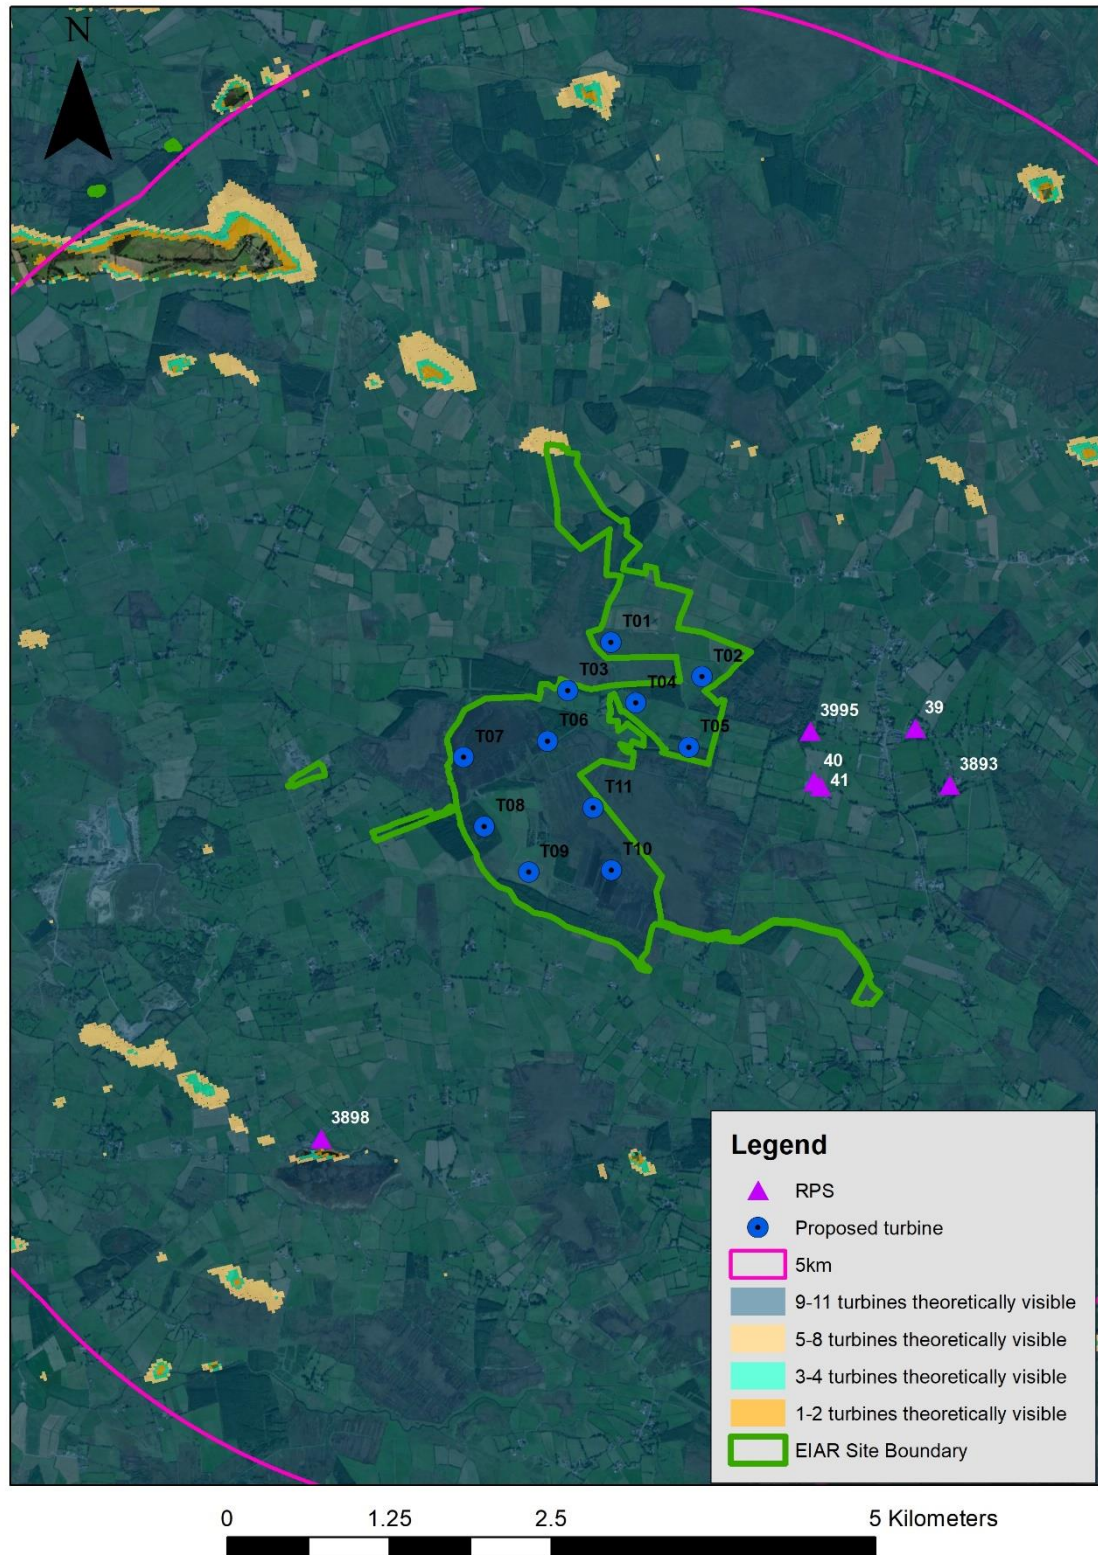 N
T01
T02
T03
T04
T05
T06
T07
T08
T09
T10
T11
3995
39
40
41
3893
3898
Legend
RPS
Proposed turbine
5km
9-11 turbines theoretically visible
5-8 turbines theoretically visible
3-4 turbines theoretically visible
1-2 turbines theoretically visible
EIAR Site Boundary
0 1.25 2.5 5 Kilometers